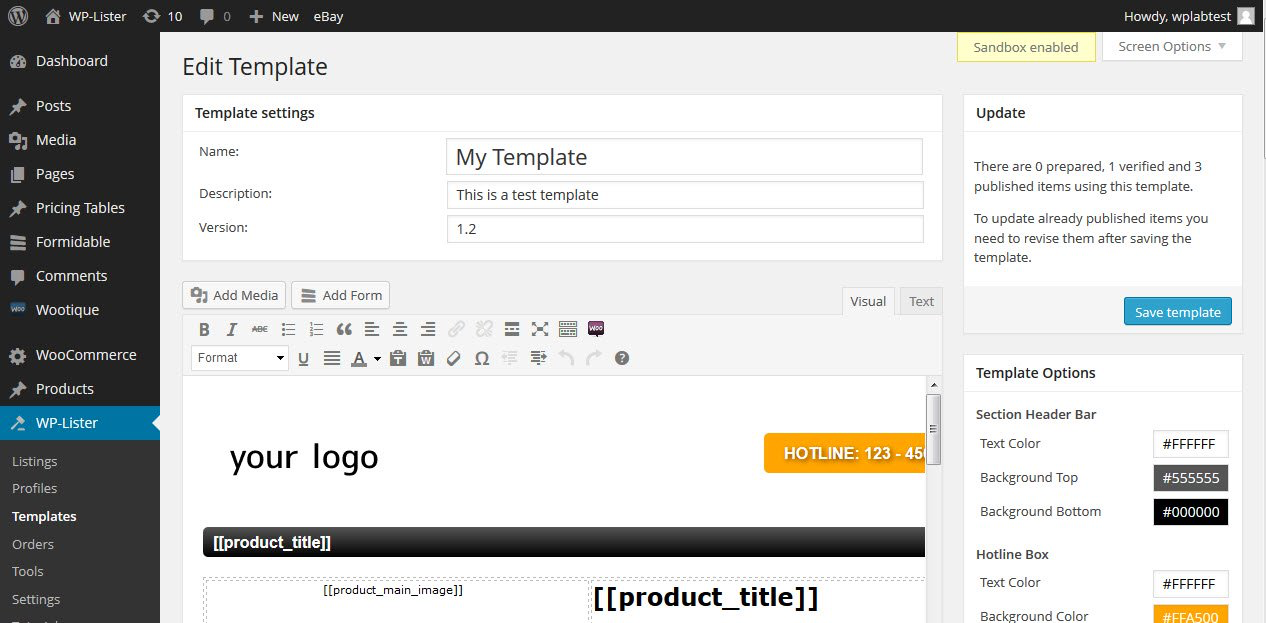 WP-Lister 10 0 New eBay Howdy, wplabtest
Dashboard
Posts
Media
Pages
Pricing Tables
Formidable
Comments
Wootique
WooCommerce
Products
WP-Lister
Listings
Profiles
Templates
Orders
Tools
Settings
Sandbox enabled
Screen Options
Edit Template
Template settings
Name: My Template
Description: This is a test template
Version: 1.2
Add Media Add Form
Visual Text
B I ABC
Format U A T W Ω ?
your logo
HOTLINE: 123 - 45
[[product_title]]
[[product_main_image]]
[[product_title]]
Update
There are 0 prepared, 1 verified and 3
published items using this template.
To update already published items you
need to revise them after saving the
template.
Save template
Template Options
Section Header Bar
Text Color #FFFFFF
Background Top #555555
Background Bottom #000000
Hotline Box
Text Color #FFFFFF
Background Color #FFA500